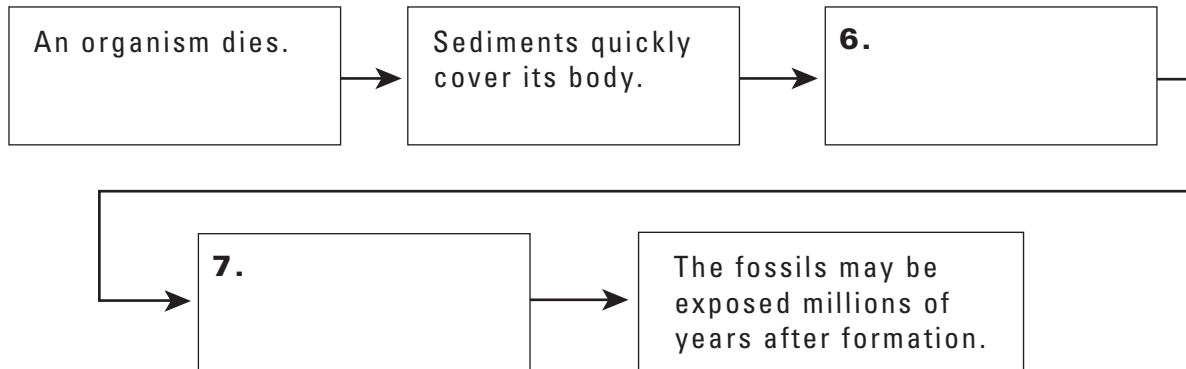 An organism dies.
Sediments quickly
cover its body.
6.
7.
The fossils may be
exposed millions of
years after formation.